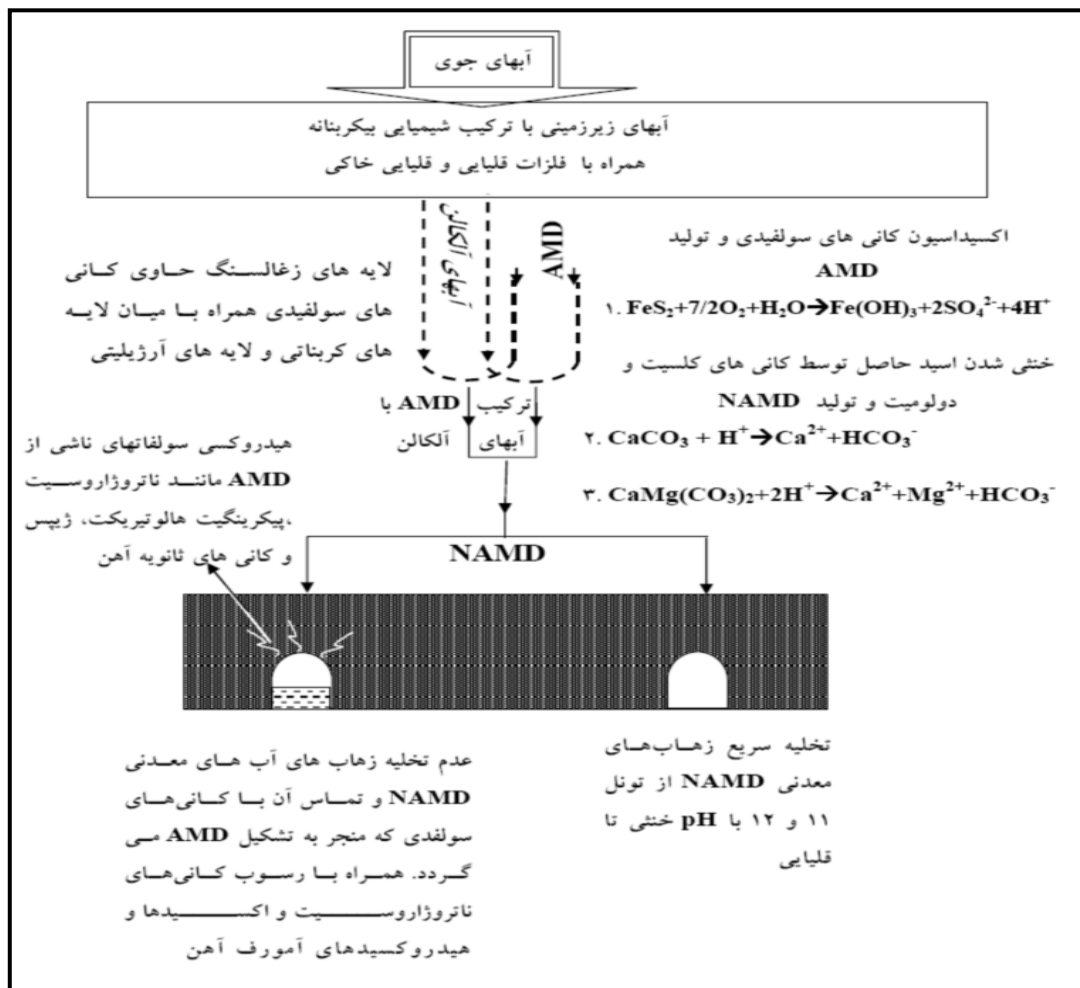 آبهای جوی
آبهای زیرزمینی با ترکیب شیمیایی بیکربناته
همراه با فلزات قلیایی و قلیایی خاکی
آبهای آلکالن
AMD
اکسیداسیون کانی های سولفیدی و تولید
AMD
۱. FeS₂+7/2O₂+H₂O➔Fe(OH)₃+2SO₄²⁻+4H⁺
لایه های زغالسنگ حاوی کانی
های سولفیدی همراه با میان لایه
های کربناتی و لایه های آرژیلیتی
خنثی شدن اسید حاصل توسط کانی های کلسیت و
دولومیت و تولید NAMD
۲. CaCO₃ + H⁺➔Ca²⁺+HCO₃⁻
۳. CaMg(CO₃)₂+2H⁺➔Ca²⁺+Mg²⁺+HCO₃⁻
ترکیب AMD با
آبهای آلکالن
هیدروکسی سولفاتهای ناشی از
AMD مانند ناتروژاروسیت
،پیکرینگیت هالوتیریکت، ژیپس
و کانی های ثانویه آهن
NAMD
تخلیه سریع زهاب‌های
معدنی NAMD از تونل
۱۱ و ۱۲ با pH خنثی تا
قلیایی
عدم تخلیه زهاب های آب های معدنی
NAMD و تماس آن با کانی‌های
سولفدی که منجر به تشکیل AMD می
گردد. همراه با رسوب کانی‌های
ناتروژاروسیت و اکسیدها و
هیدروکسیدهای آمورف آهن